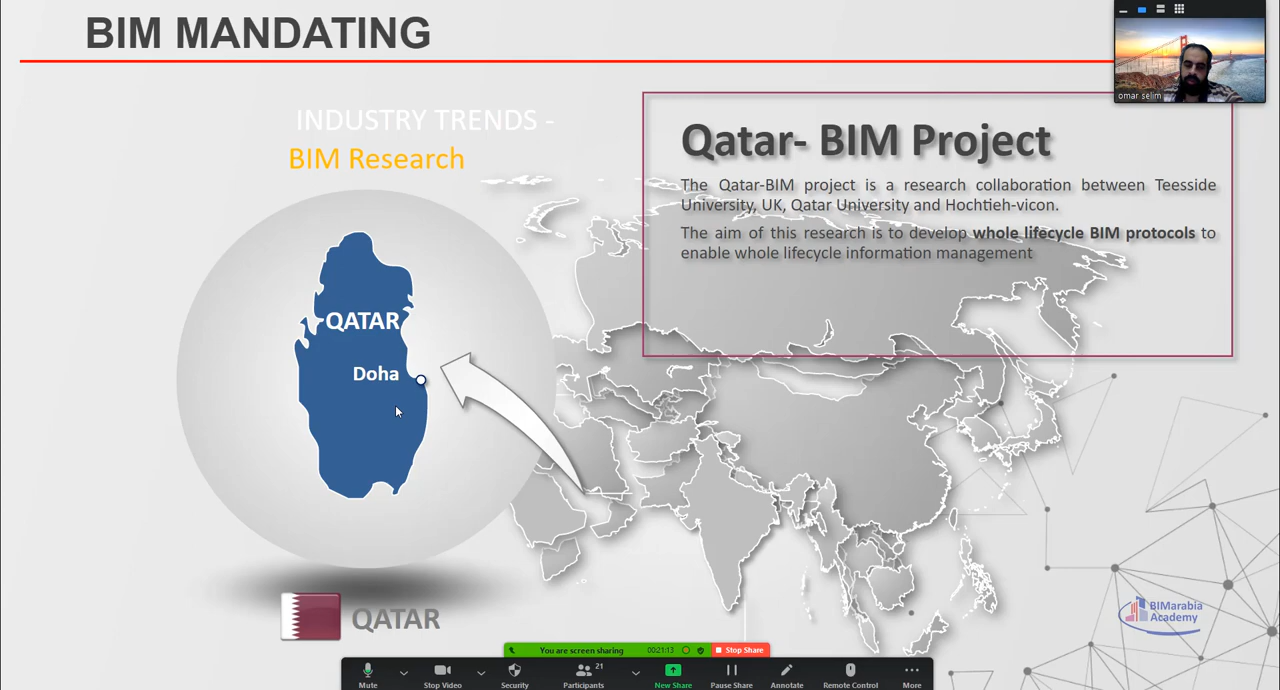 BIM MANDATING
omar selim
INDUSTRY TRENDS -
BIM Research
Qatar- BIM Project
The Qatar-BIM project is a research collaboration between Teesside
University, UK, Qatar University and Hochtieh-vicon.
The aim of this research is to develop whole lifecycle BIM protocols to
enable whole lifecycle information management
QATAR
Doha
QATAR
BIMarabia
Academy
You are screen sharing 00:21:13 Stop Share
21
Mute Stop Video Security Participants New Share Pause Share Annotate Remote Control More